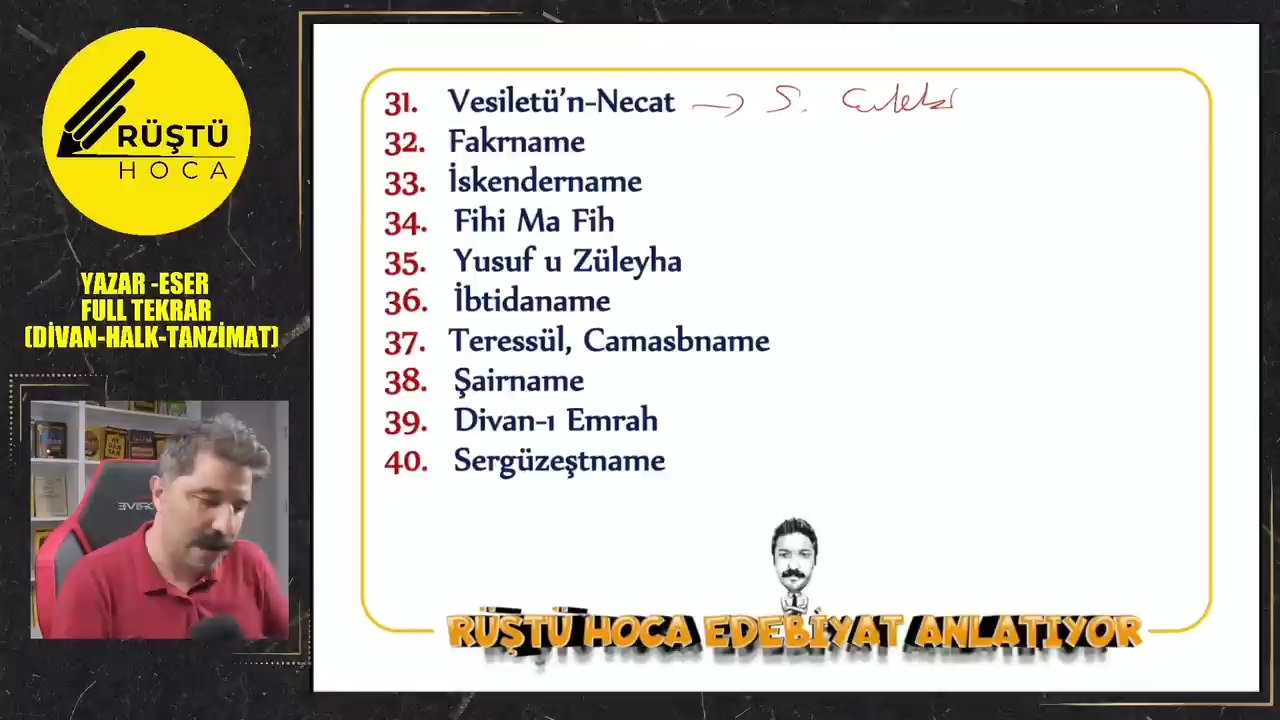 RÜŞTÜ
HOCA
YAZAR -ESER
FULL TEKRAR
(DİVAN-HALK-TANZİMAT)
31. Vesiletü’n-Necat → S.
32. Fakrname
33. İskendername
34. Fihi Ma Fih
35. Yusuf u Züleyha
36. İbtidaname
37. Teressül, Camasbname
38. Şairname
39. Divan-ı Emrah
40. Sergüzeştname
RÜŞTÜ HOCA EDEBİYAT ANLATIYOR